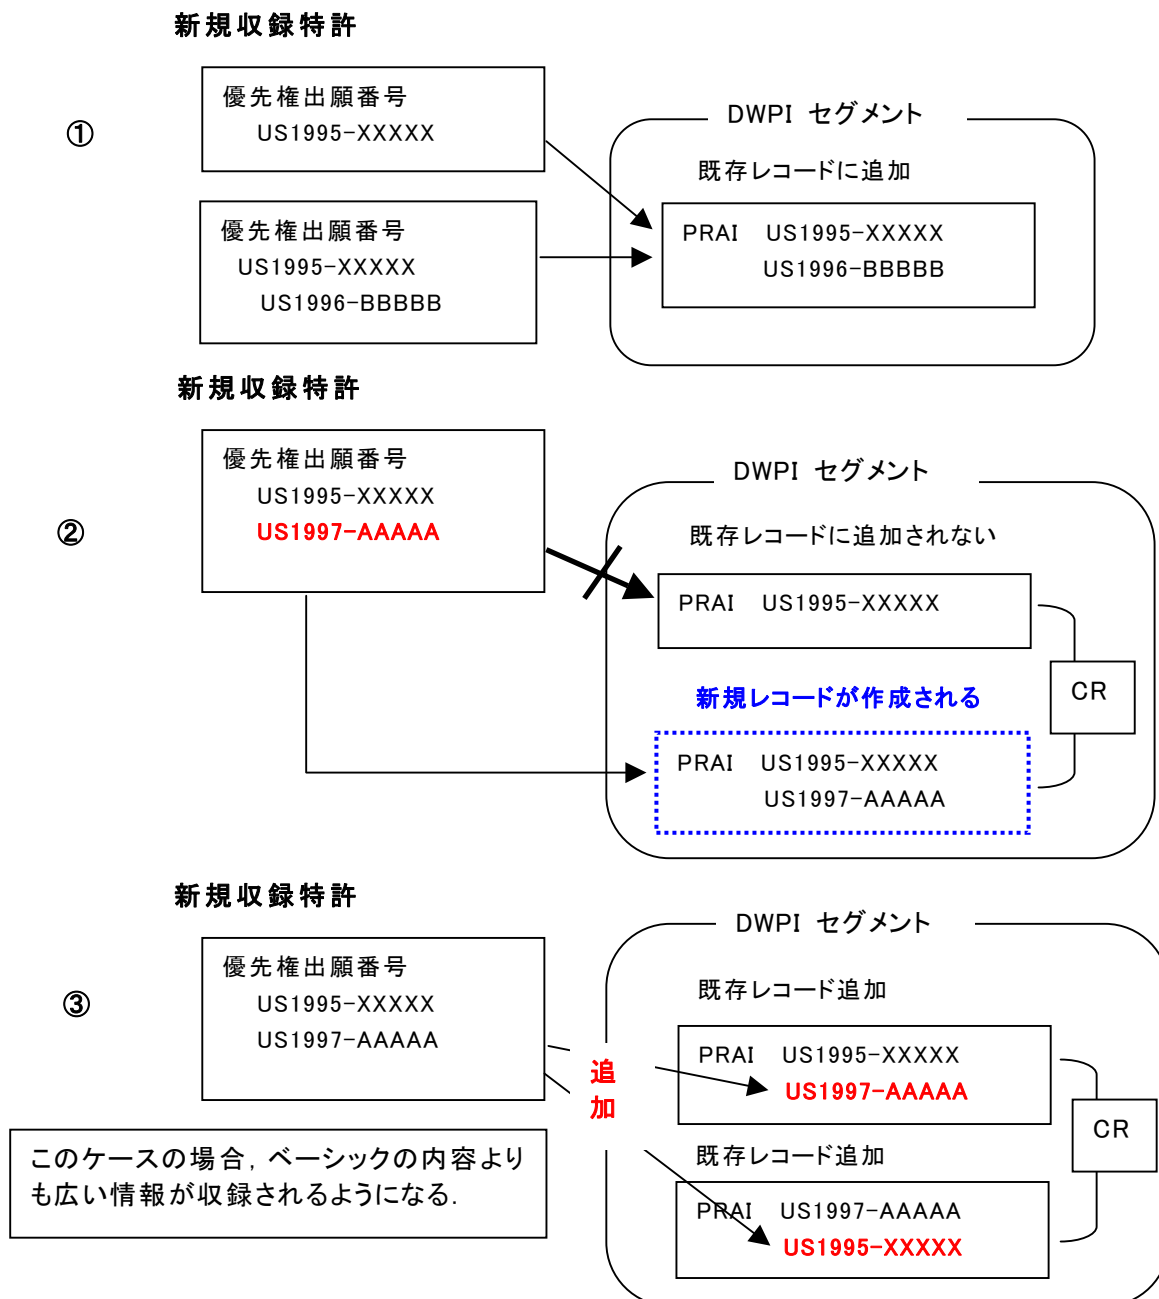 新規収録特許
①
優先権出願番号
US1995-XXXXX
優先権出願番号
US1995-XXXXX
US1996-BBBBB
DWPI セグメント
既存レコードに追加
PRAI US1995-XXXXX
US1996-BBBBB
新規収録特許
②
優先権出願番号
US1995-XXXXX
US1997-AAAAA
DWPI セグメント
既存レコードに追加されない
PRAI US1995-XXXXX
新規レコードが作成される
PRAI US1995-XXXXX
US1997-AAAAA
CR
新規収録特許
③
優先権出願番号
US1995-XXXXX
US1997-AAAAA
このケースの場合, ベーシックの内容より
も広い情報が収録されるようになる.
追
加
DWPI セグメント
既存レコード追加
PRAI US1995-XXXXX
US1997-AAAAA
既存レコード追加
PRAI US1997-AAAAA
US1995-XXXXX
CR